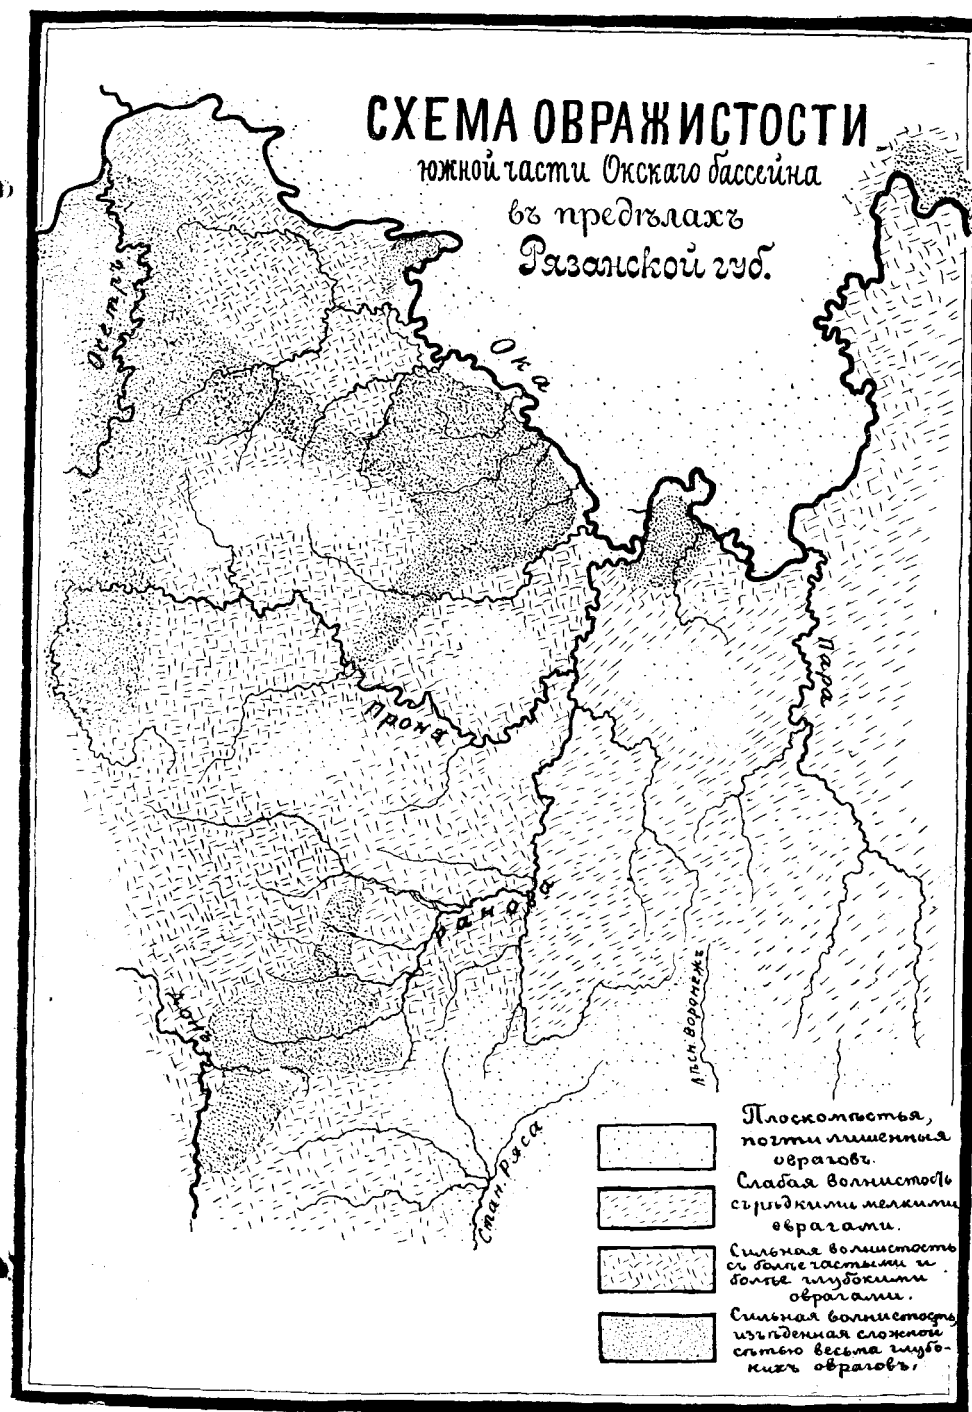 СХЕМА ОВРАЖИСТОСТИ
южной части Окскаго бассейна
въ предѣлахъ
Рязанской губ.
Осетръ
Ока
Проня
Пара
Ранова
Донъ
Лѣсн. Воронежъ
Стан. Ряса
Плоскомѣстья,
почти лишенныя
овраговъ.
Слабая волнистость
съ рѣдкими мелкими
оврагами.
Сильная волнистость
съ болѣе частыми и
болѣе глубокими
оврагами.
Сильная волнистость,
изъѣденная сложной
сѣтью весьма глубо-
кихъ овраговъ.